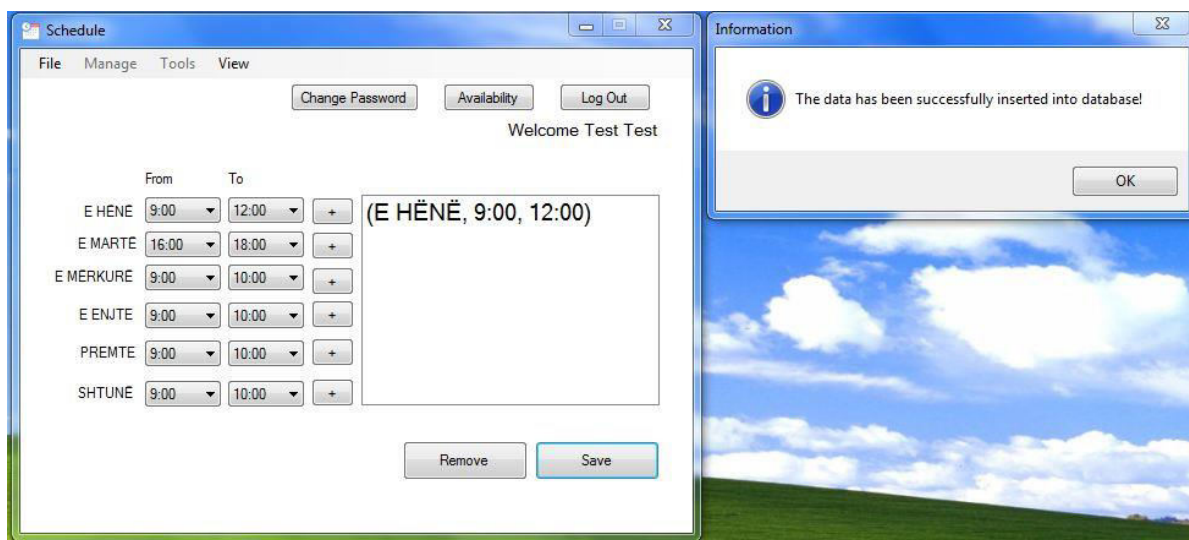 Schedule
File Manage Tools View
Change Password Availability Log Out
Welcome Test Test
From To
E HËNË 9:00 12:00 +
E MARTË 16:00 18:00 +
E MËRKURË 9:00 10:00 +
E ENJTE 9:00 10:00 +
PREMTE 9:00 10:00 +
SHTUNË 9:00 10:00 +
(E HËNË, 9:00, 12:00)
Remove Save
Information
The data has been successfully inserted into database!
OK